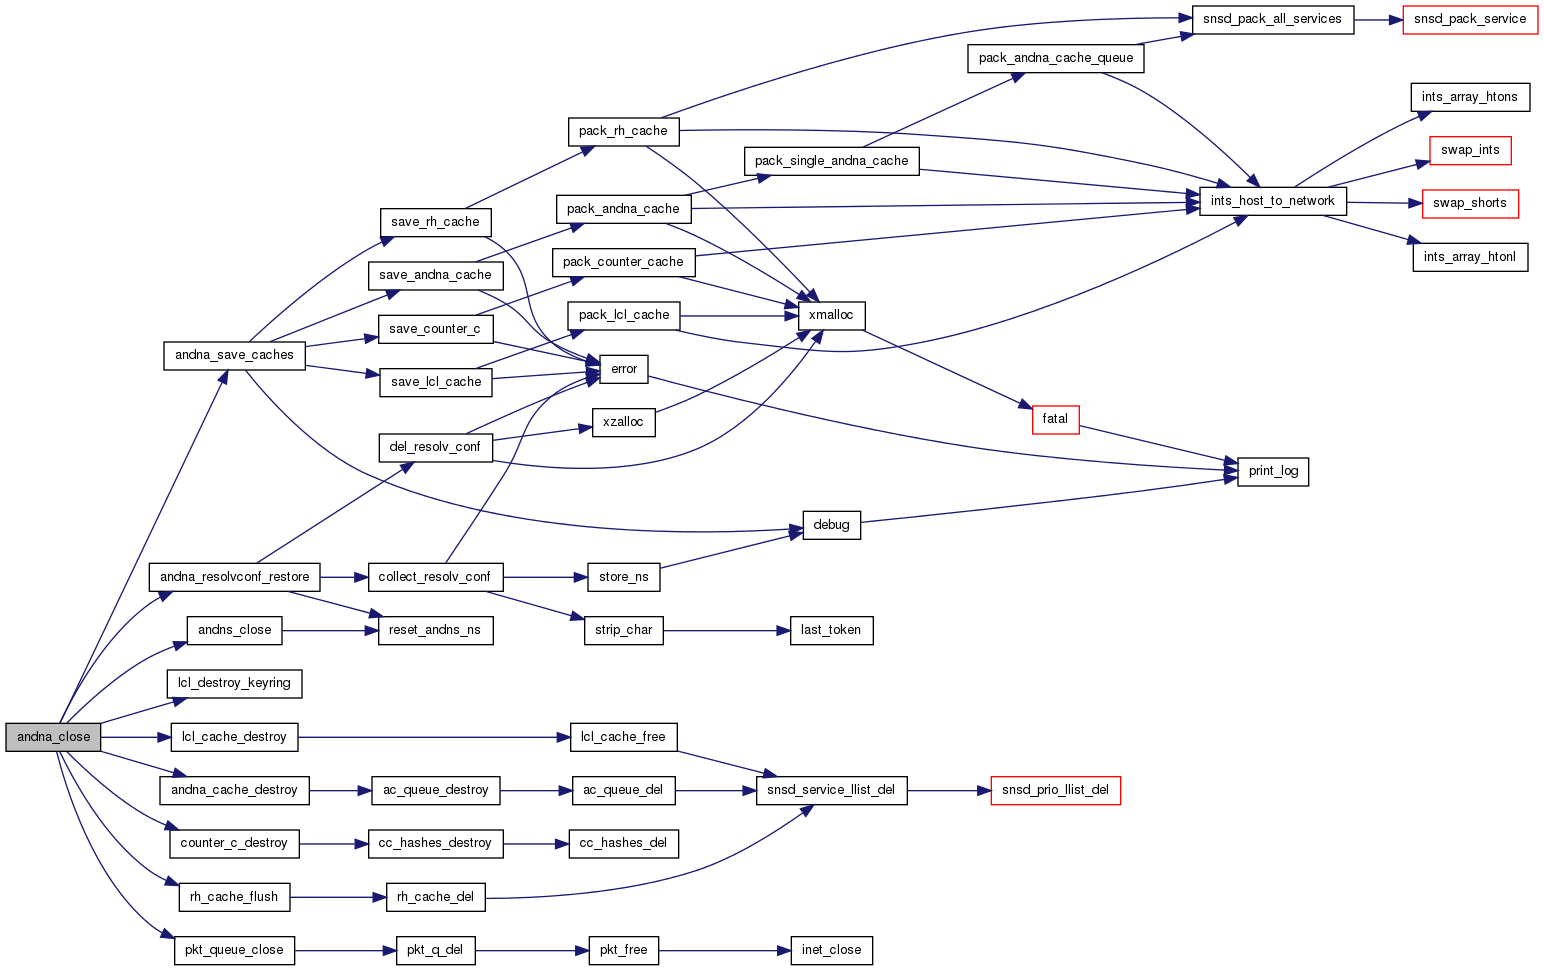 snsd_pack_all_services
snsd_pack_service
pack_andna_cache_queue
ints_array_htons
pack_rh_cache
swap_ints
pack_single_andna_cache
ints_host_to_network
swap_shorts
pack_andna_cache
save_rh_cache
ints_array_htonl
pack_counter_cache
save_andna_cache
pack_lcl_cache
xmalloc
save_counter_c
andna_save_caches
error
save_lcl_cache
fatal
xzalloc
del_resolv_conf
print_log
debug
andna_resolvconf_restore
collect_resolv_conf
store_ns
andns_close
reset_andns_ns
strip_char
last_token
lcl_destroy_keyring
andna_close
lcl_cache_destroy
lcl_cache_free
andna_cache_destroy
ac_queue_destroy
ac_queue_del
snsd_service_llist_del
snsd_prio_llist_del
counter_c_destroy
cc_hashes_destroy
cc_hashes_del
rh_cache_flush
rh_cache_del
pkt_queue_close
pkt_q_del
pkt_free
inet_close